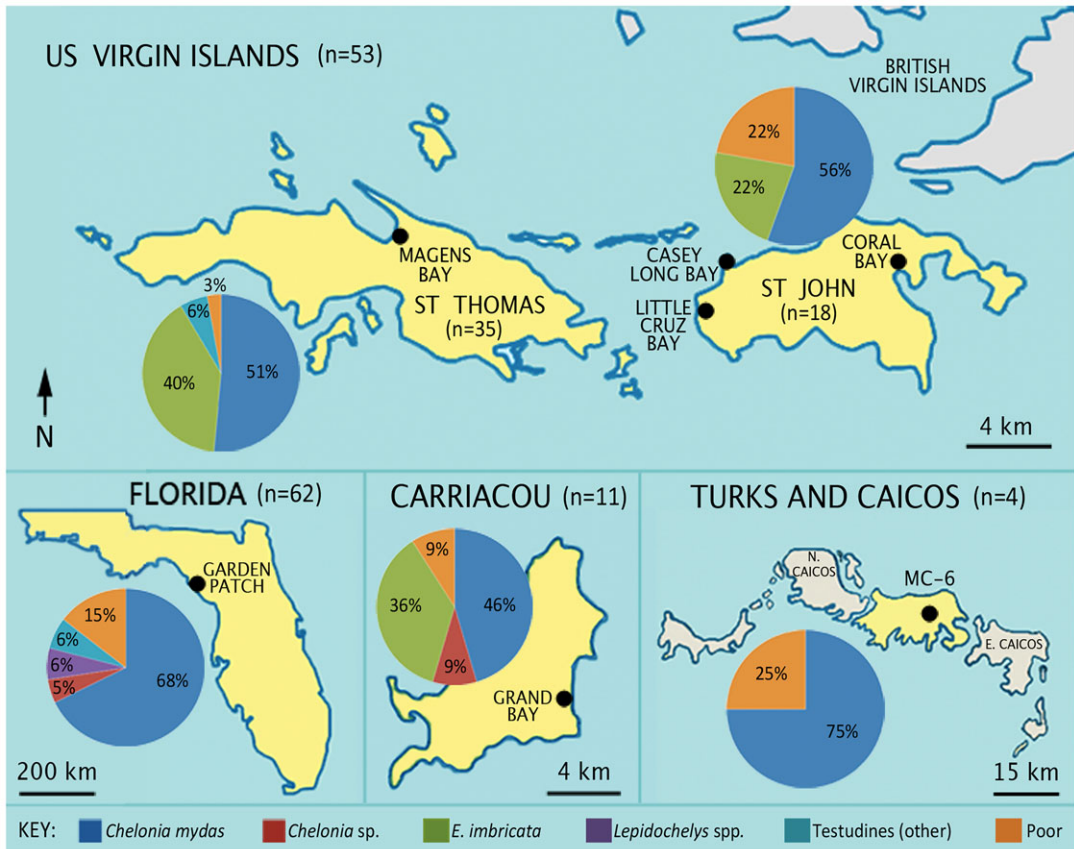 US VIRGIN ISLANDS (n=53)
BRITISH
VIRGIN ISLANDS
22%
56%
22%
MAGENS
BAY
CASEY
LONG BAY
CORAL
BAY
ST THOMAS
(n=35)
ST JOHN
(n=18)
LITTLE
CRUZ
BAY
3%
6%
40%
51%
N
4 km
FLORIDA (n=62)
GARDEN
PATCH
15%
6%
6%
5%
68%
200 km
CARRIACOU (n=11)
9%
36%
46%
9%
GRAND
BAY
4 km
TURKS AND CAICOS (n=4)
N.
CAICOS
MC-6
E. CAICOS
25%
75%
15 km
KEY: Chelonia mydas Chelonia sp. E. imbricata Lepidochelys spp. Testudines (other) Poor